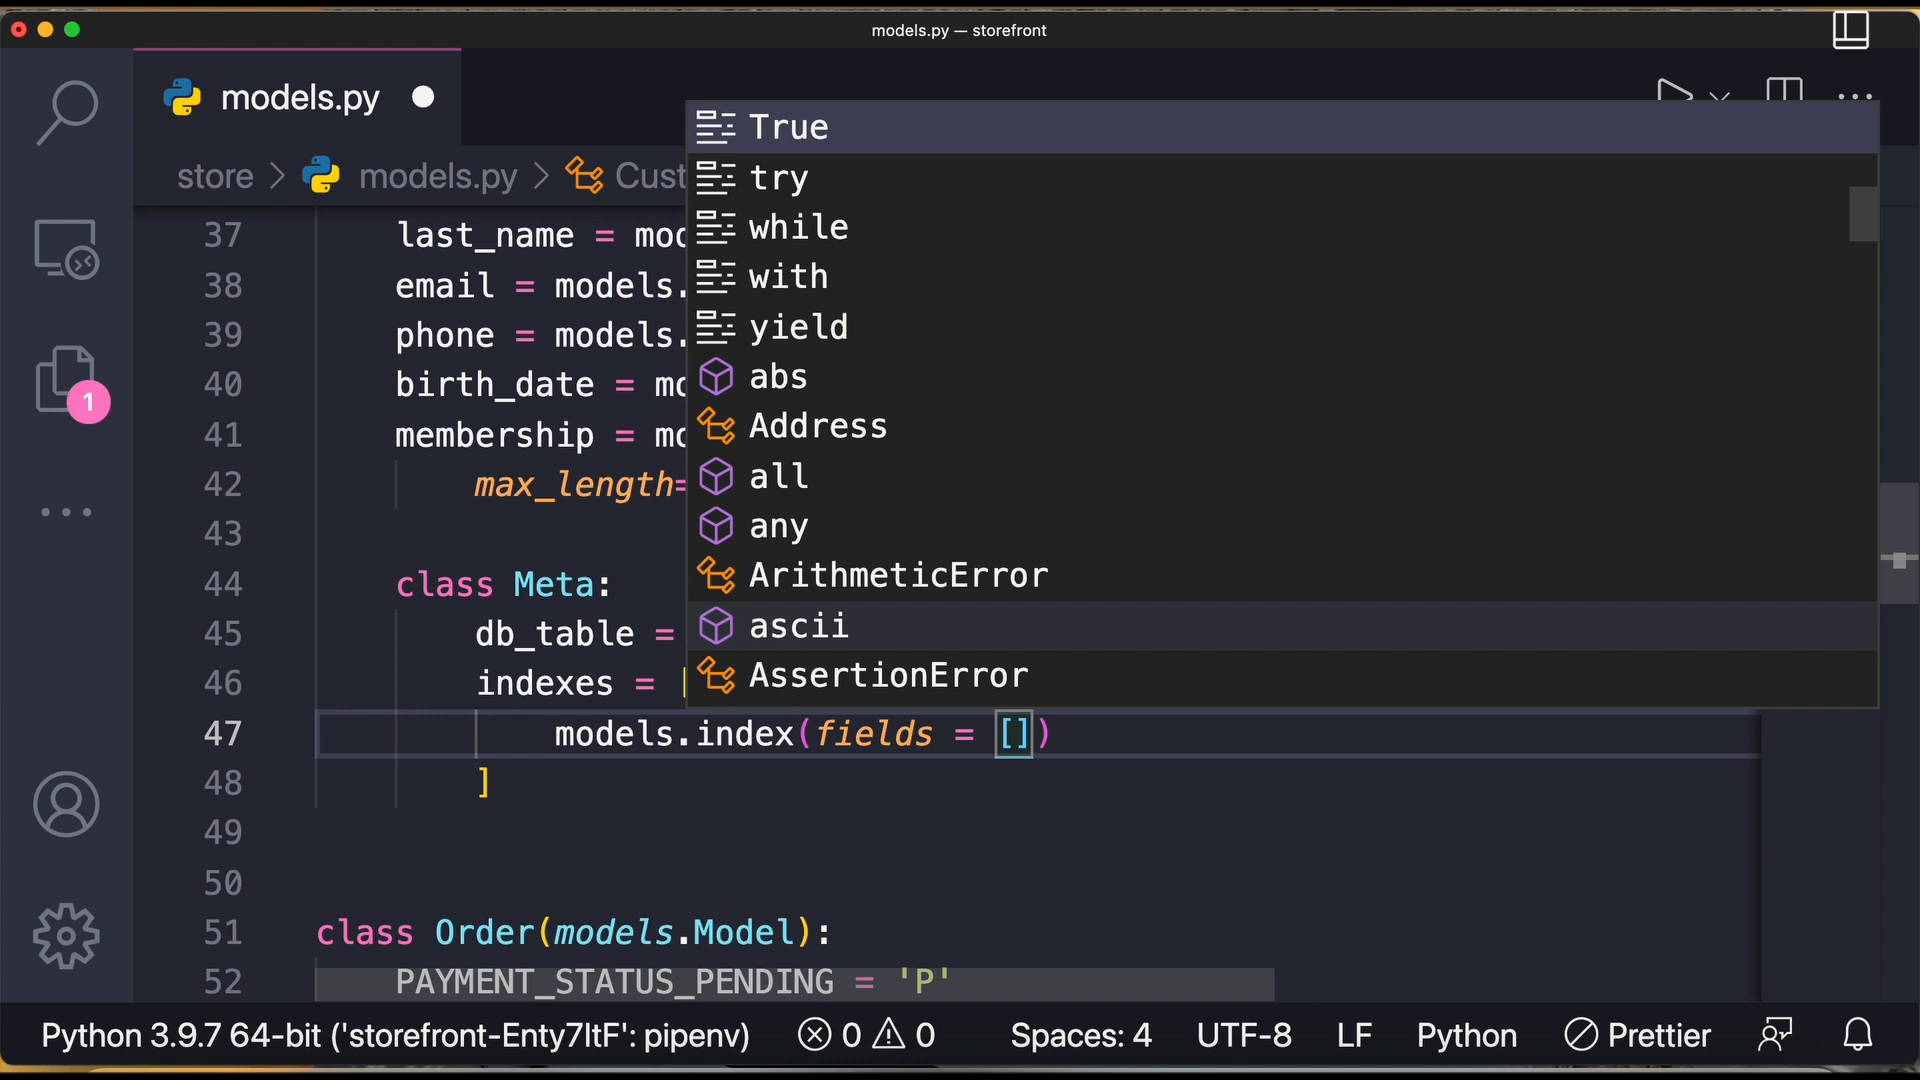 models.py — storefront
models.py
store > models.py > Cust
37 last_name = mod
38 email = models.
39 phone = models.
40 birth_date = mo
41 membership = mo
42 max_length=
43
44 class Meta:
45 db_table =
46 indexes = [
47 models.index(fields = [])
48 ]
49
50
51 class Order(models.Model):
52 PAYMENT_STATUS_PENDING = 'P'
True
try
while
with
yield
abs
Address
all
any
ArithmeticError
ascii
AssertionError
1
Python 3.9.7 64-bit ('storefront-Enty7ltF': pipenv) 0 0 Spaces: 4 UTF-8 LF Python Prettier